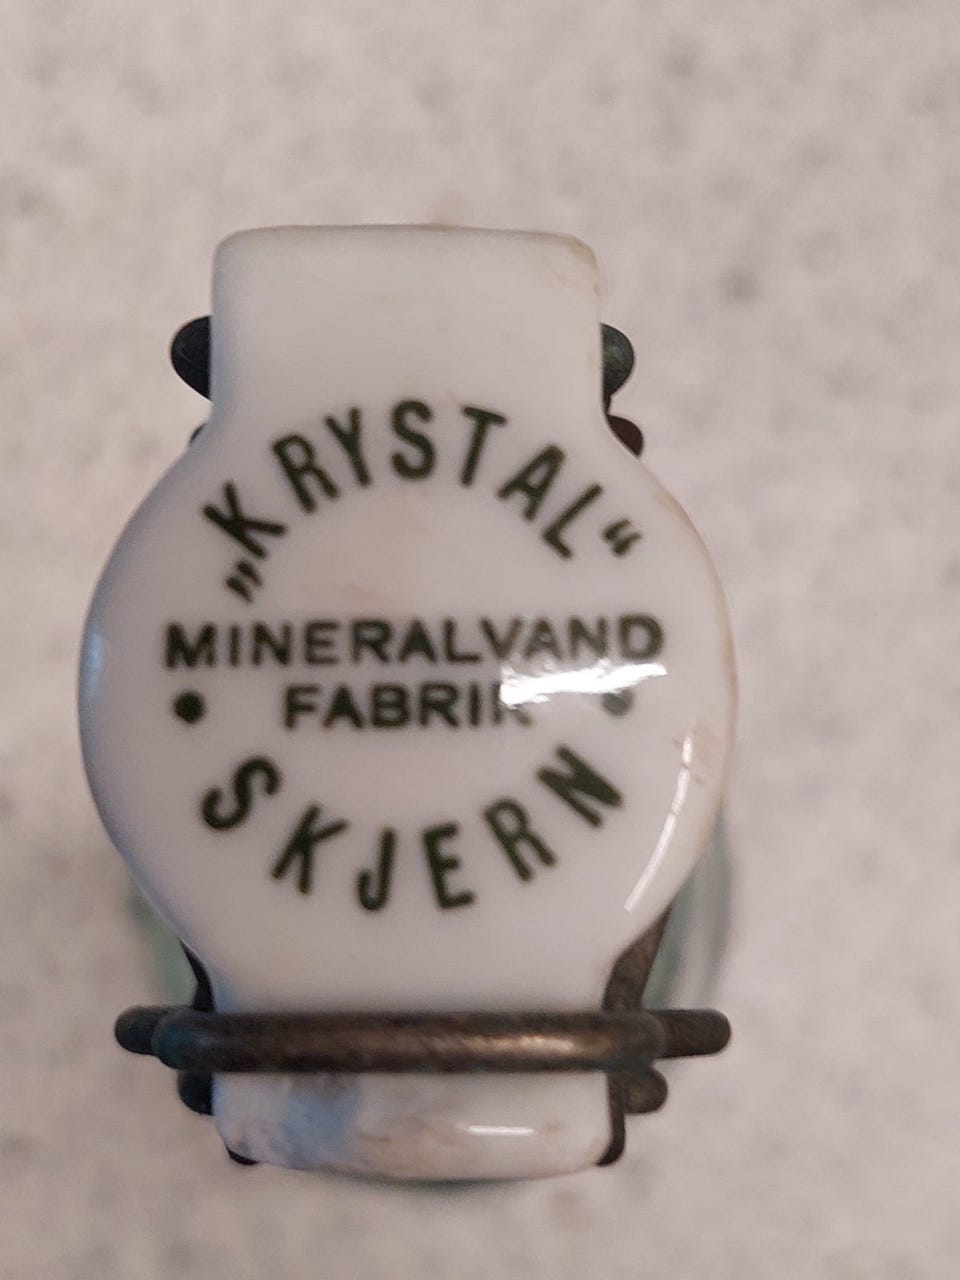 „KRYSTAL“
MINERALVAND
• FABRIK •
SKJERN